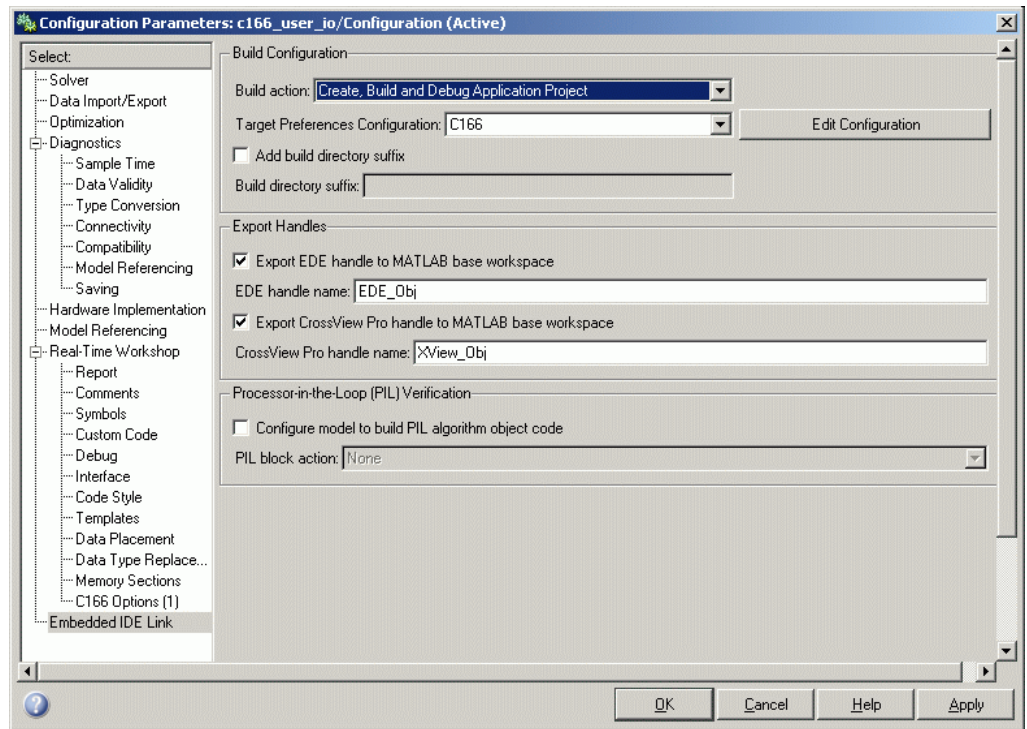 Configuration Parameters: c166_user_io/Configuration (Active)
Select:
Solver
Data Import/Export
Optimization
Diagnostics
Sample Time
Data Validity
Type Conversion
Connectivity
Compatibility
Model Referencing
Saving
Hardware Implementation
Model Referencing
Real-Time Workshop
Report
Comments
Symbols
Custom Code
Debug
Interface
Code Style
Templates
Data Placement
Data Type Replace...
Memory Sections
C166 Options (1)
Embedded IDE Link
Build Configuration
Build action: Create, Build and Debug Application Project
Target Preferences Configuration: C166 Edit Configuration
Add build directory suffix
Build directory suffix:
Export Handles
Export EDE handle to MATLAB base workspace
EDE handle name: EDE_Obj
Export CrossView Pro handle to MATLAB base workspace
CrossView Pro handle name: XView_Obj
Processor-in-the-Loop (PIL) Verification
Configure model to build PIL algorithm object code
PIL block action: None
OK Cancel Help Apply